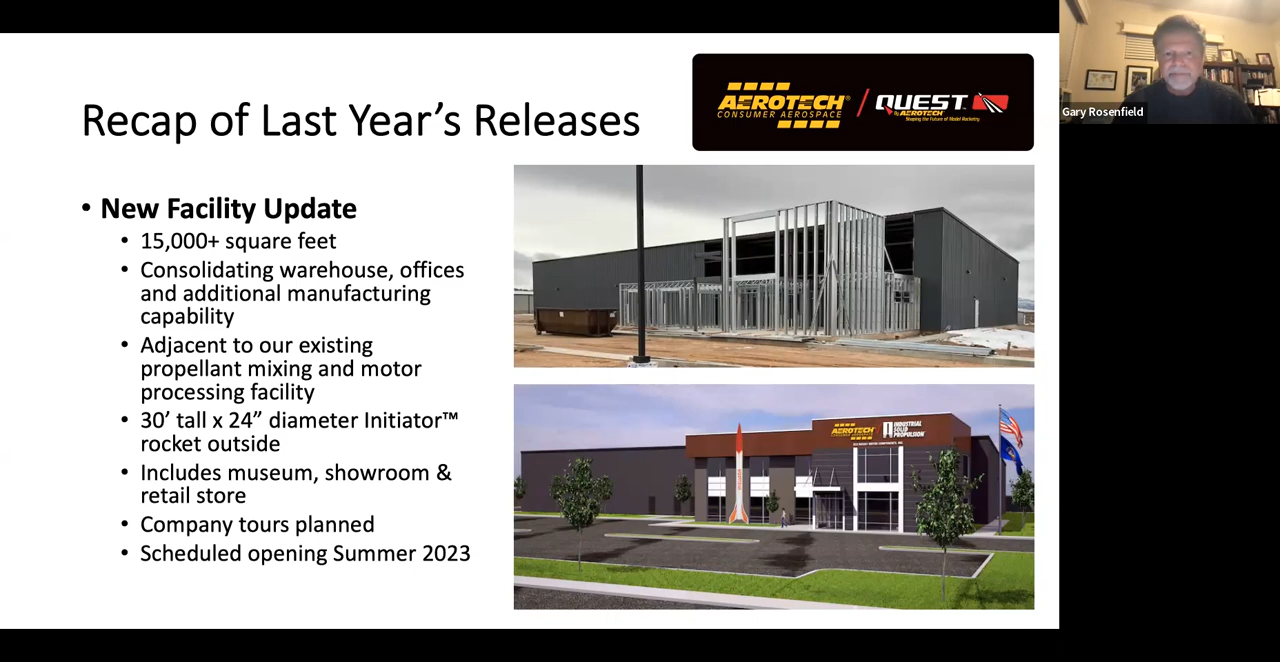 Recap of Last Year’s Releases
AEROTECH®
CONSUMER AEROSPACE
QUEST
by AEROTECH
Shaping the Future of Model Rocketry
Gary Rosenfield
• New Facility Update
• 15,000+ square feet
• Consolidating warehouse, offices
and additional manufacturing
capability
• Adjacent to our existing
propellant mixing and motor
processing facility
• 30’ tall x 24” diameter Initiator™
rocket outside
• Includes museum, showroom &
retail store
• Company tours planned
• Scheduled opening Summer 2023
AEROTECH
CONSUMER AEROSPACE
INDUSTRIAL
SOLID
PROPULSION